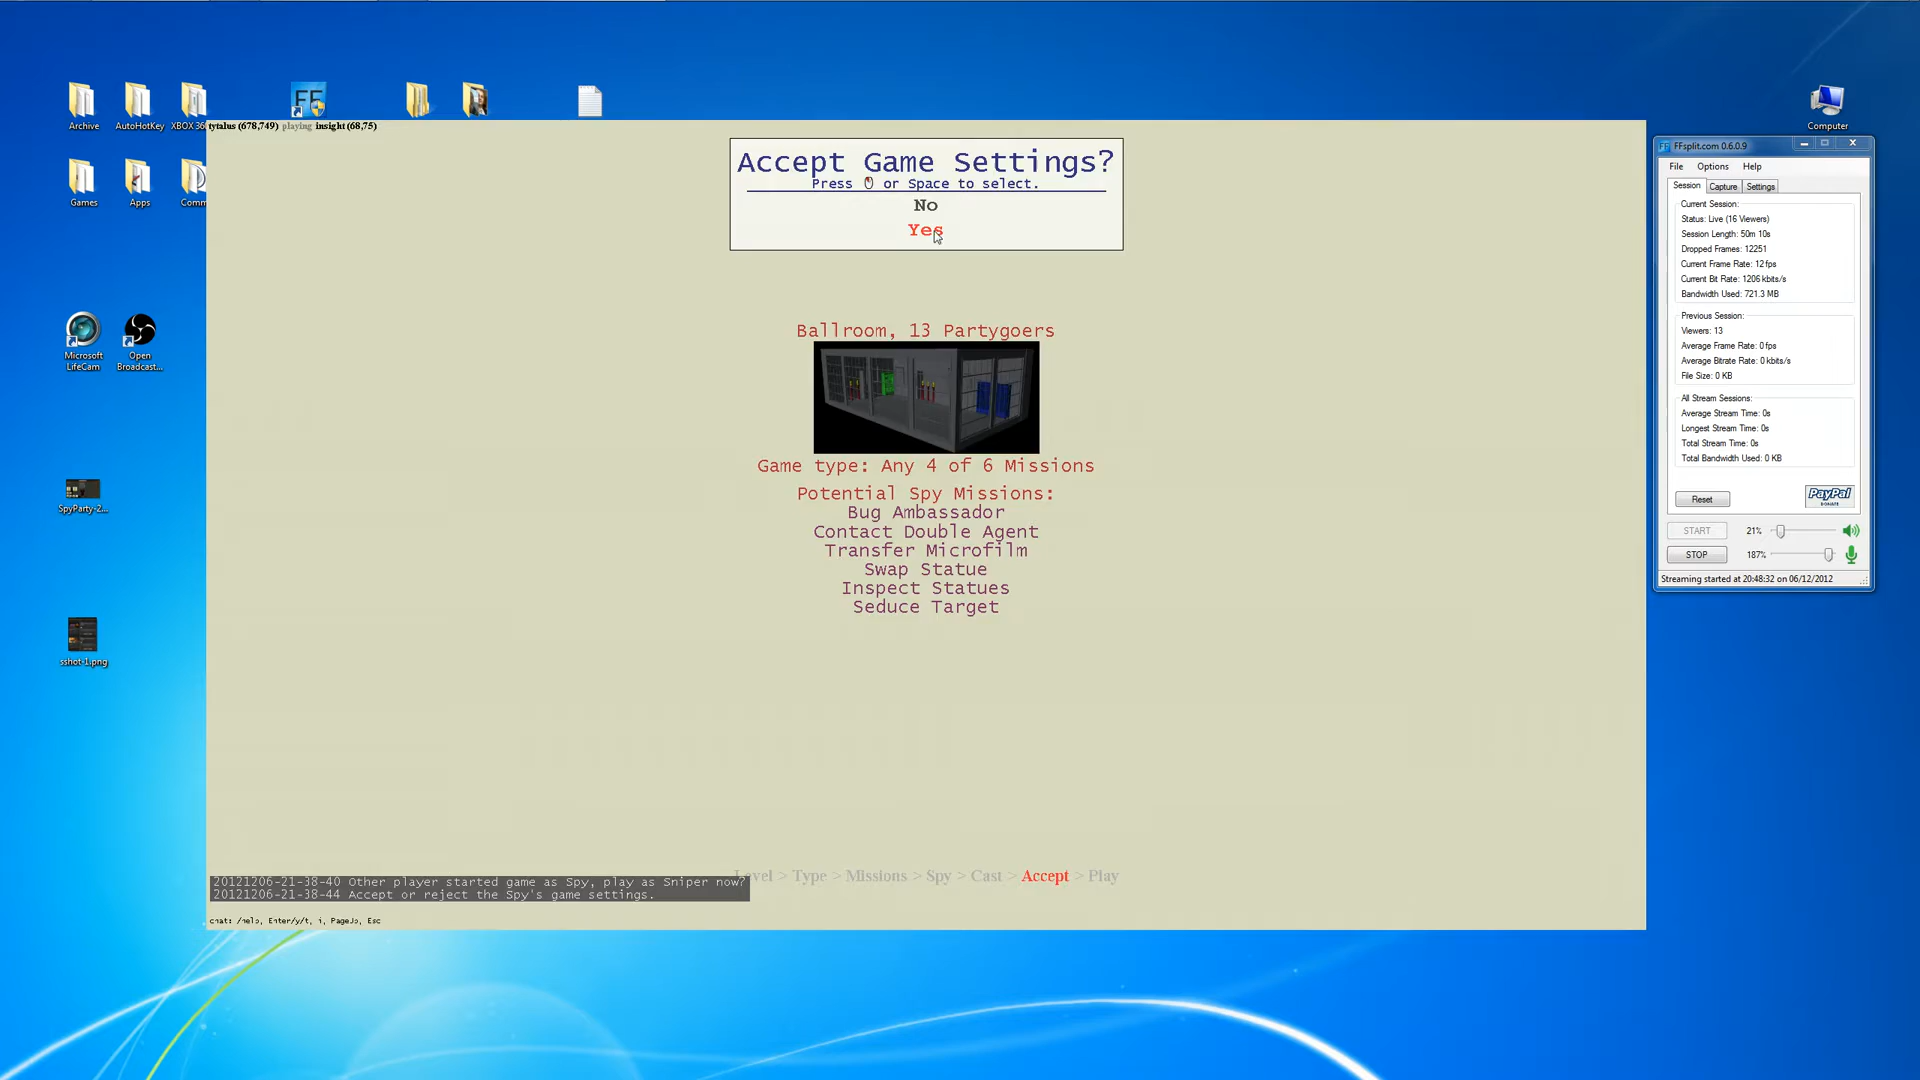 Archive
AutoHotKey
XBOX 36
FF
Computer
tytalus (678,749) playing insight (68,75)
Accept Game Settings?
Press or Space to select.
No
Yes
Games
Apps
Comm
Ballroom, 13 Partygoers
Microsoft LifeCam
Open Broadcast...
Game type: Any 4 of 6 Missions
Potential Spy Missions:
Bug Ambassador
Contact Double Agent
Transfer Microfilm
Swap Statue
Inspect Statues
Seduce Target
SpyParty-2...
sshot-1.png
FFsplit.com 0.6.0.9
File Options Help
Session Capture Settings
Current Session:
Status: Live (16 Viewers)
Session Length: 50m 10s
Dropped Frames: 12251
Current Frame Rate: 12 fps
Current Bit Rate: 1206 kbits/s
Bandwidth Used: 721.3 MB
Previous Session:
Viewers: 13
Average Frame Rate: 0 fps
Average Bitrate Rate: 0 kbits/s
File Size: 0 KB
All Stream Sessions:
Average Stream Time: 0s
Longest Stream Time: 0s
Total Stream Time: 0s
Total Bandwidth Used: 0 KB
Reset
PayPal
DONATE
START 21%
STOP 187%
Streaming started at 20:48:32 on 06/12/2012
Level > Type > Missions > Spy > Cast > Accept > Play
20121206-21-38-40 Other player started game as Spy, play as Sniper now?
20121206-21-38-44 Accept or reject the Spy's game settings.
chat: /help, Enter/y/t, i, PageUp, Esc